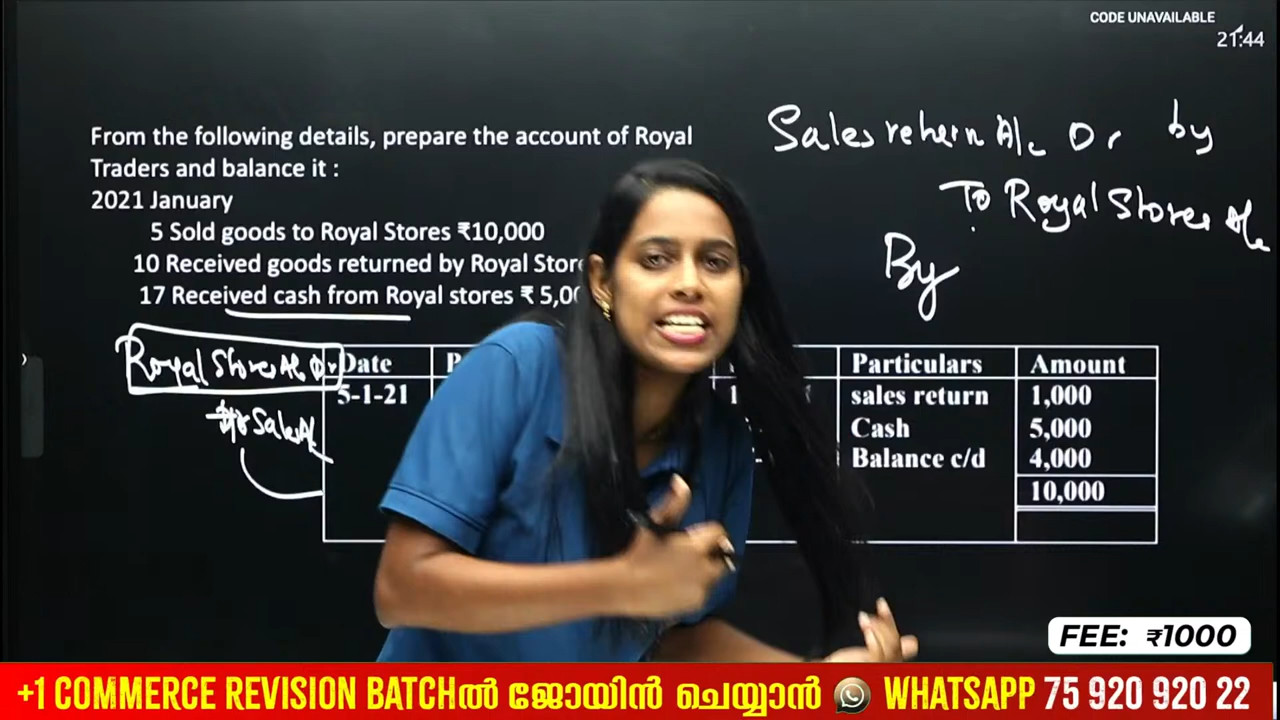 CODE UNAVAILABLE
21:44
From the following details, prepare the account of Royal
Traders and balance it :
2021 January
5 Sold goods to Royal Stores ₹10,000
10 Received goods returned by Royal
17 Received cash from Royal stores ₹
Sales return A/c Dr by
To Royal Stores A/c
By
Royal Stores A/c Dr
Sales A/c
Date Particulars Amount
5-1-21 sales return 1,000
Cash 5,000
Balance c/d 4,000
10,000
FEE: ₹1000
+1 COMMERCE REVISION BATCHൽ ജോയിൻ ചെയ്യാൻ WHATSAPP 75 920 920 22